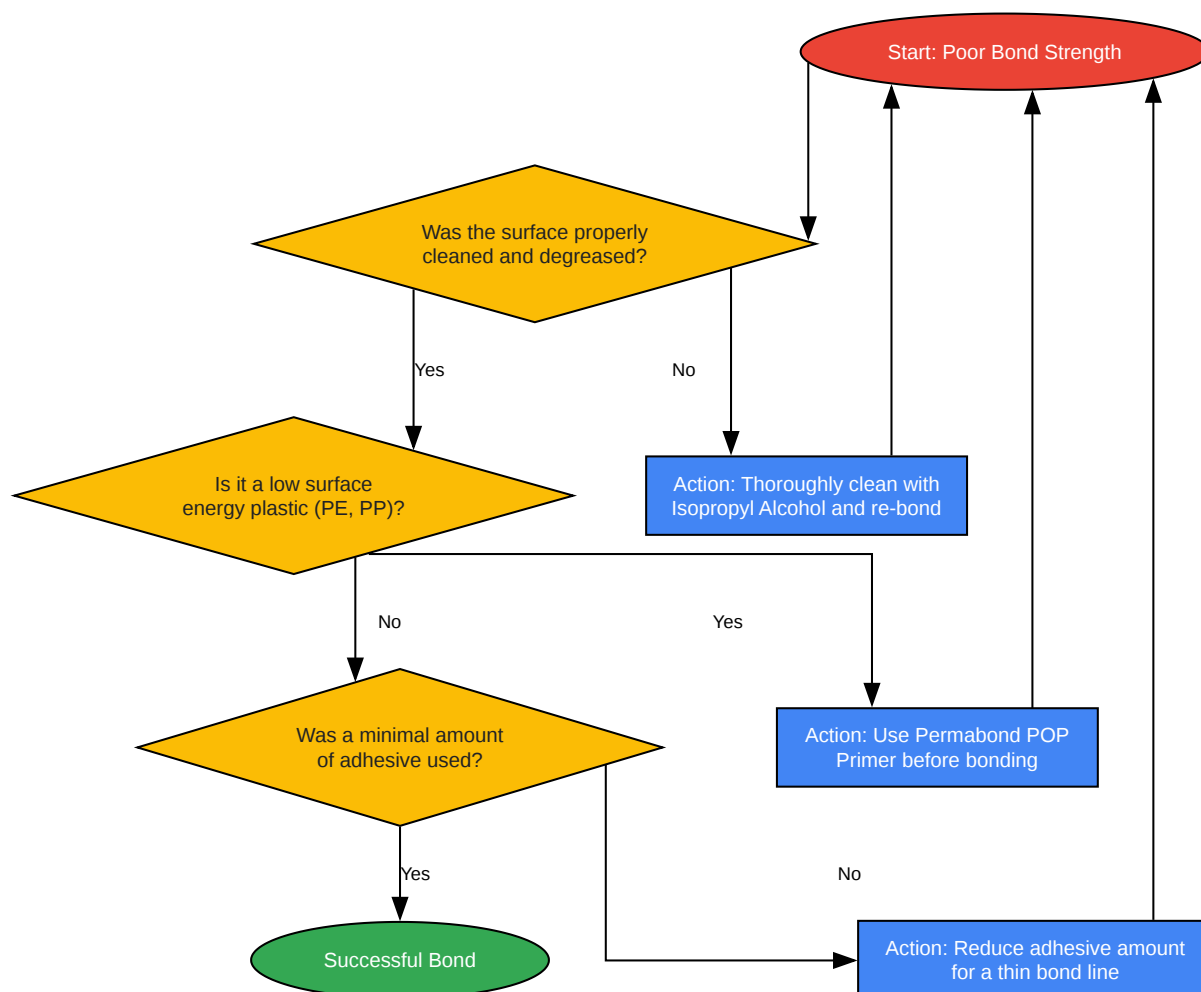 Start: Poor Bond Strength
Was the surface properly
cleaned and degreased?
Yes
No
Is it a low surface
energy plastic (PE, PP)?
Action: Thoroughly clean with
Isopropyl Alcohol and re-bond
No
Yes
Was a minimal amount
of adhesive used?
Action: Use Permabond POP
Primer before bonding
Yes
No
Successful Bond
Action: Reduce adhesive amount
for a thin bond line